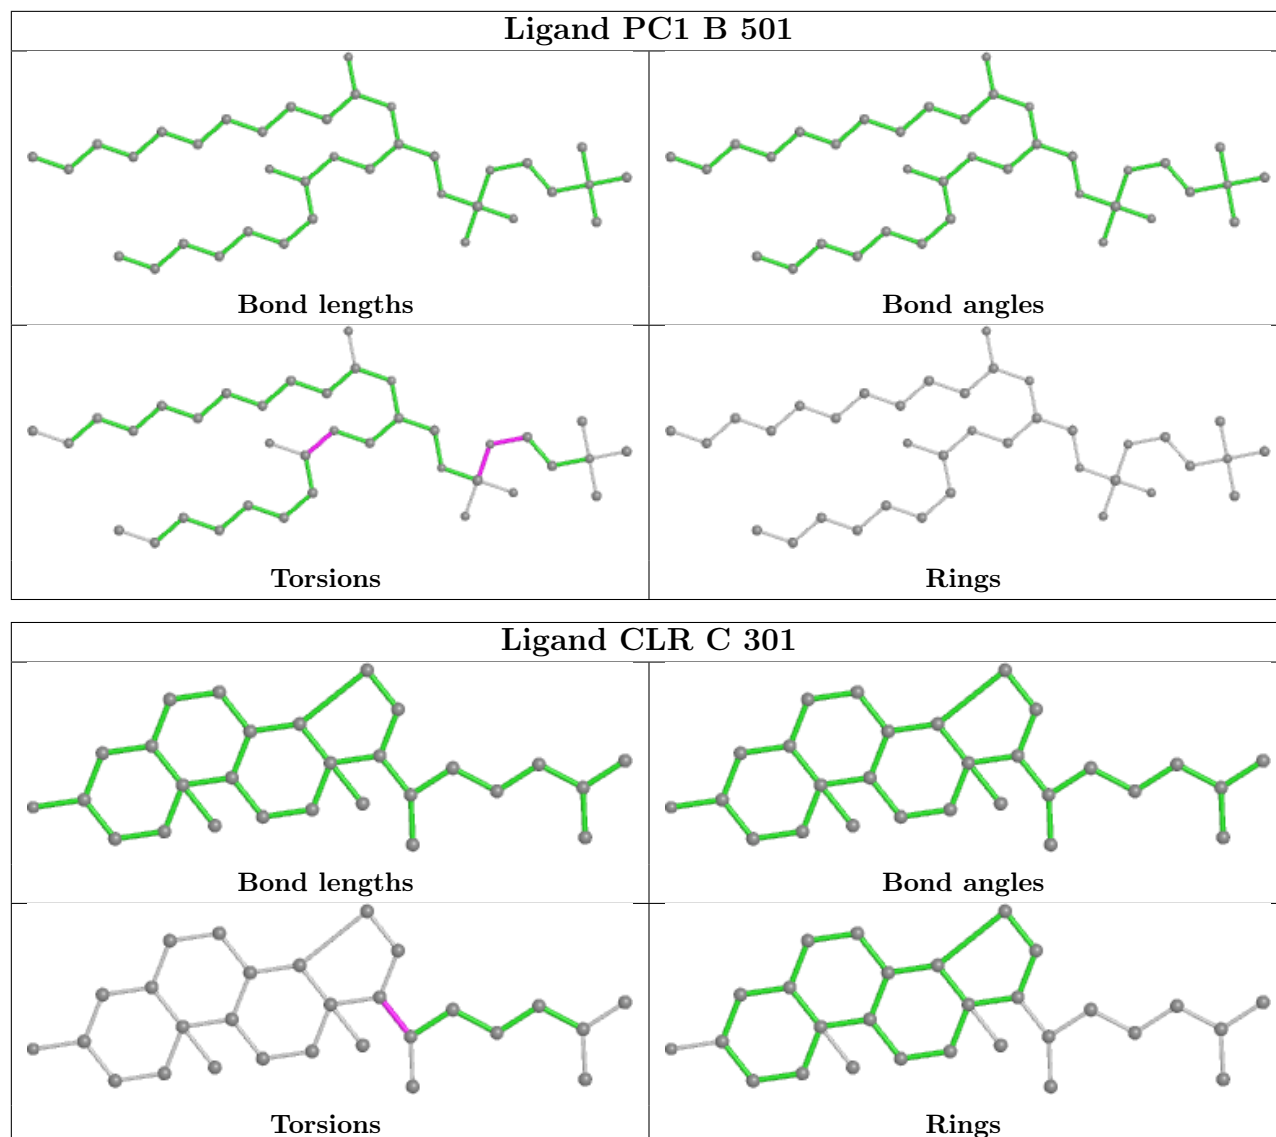 Ligand PC1 B 501
Bond lengths
Bond angles
Torsions
Rings
Ligand CLR C 301
Bond lengths
Bond angles
Torsions
Rings